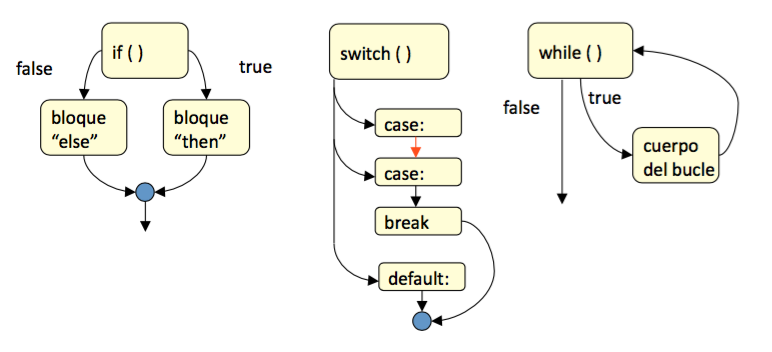 if ( )
false
true
bloque
“else”
bloque
“then”
switch ( )
case:
case:
break
default:
while ( )
false
true
cuerpo
del bucle